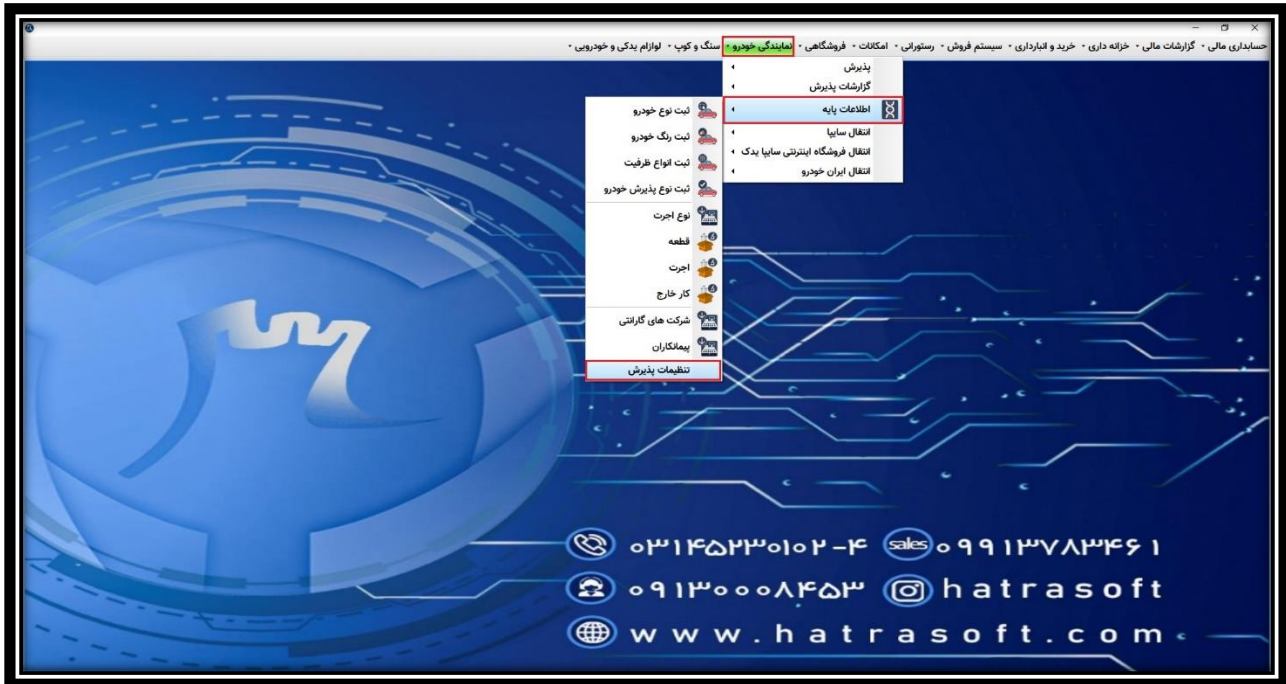 حسابداری مالی گزارشات مالی خزانه داری خرید و انبارداری سیستم فروش رستورانی امکانات فروشگاهی نمایندگی خودرو سنگ و کوپ لوازم یدکی و خودرویی
پذیرش
گزارشات پذیرش
اطلاعات پایه
انتقال سایپا
انتقال فروشگاه اینترنتی سایپا یدک
انتقال ایران خودرو
ثبت نوع خودرو
ثبت رنگ خودرو
ثبت انواع ظرفیت
ثبت نوع پذیرش خودرو
نوع اجرت
قطعه
اجرت
کار خارج
شرکت های گارانتی
پیمانکاران
تنظیمات پذیرش
۰۳۱۴۵۲۳۰۱۰۲-۴ sales ۰۹۹۱۳۷۸۳۴۶۱
۰۹۱۳۰۰۰۸۴۵۳ hatrasoft
www.hatrasoft.com